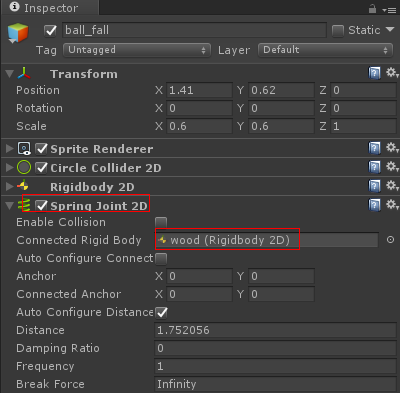 Inspector
ball_fall Static
Tag Untagged Layer Default
Transform
Position X 1.41 Y 0.62 Z 0
Rotation X 0 Y 0 Z 0
Scale X 0.6 Y 0.6 Z 1
Sprite Renderer
Circle Collider 2D
Rigidbody 2D
Spring Joint 2D
Enable Collision
Connected Rigid Body wood (Rigidbody 2D)
Auto Configure Connect
Anchor X 0 Y 0
Connected Anchor X 0 Y 0
Auto Configure Distance
Distance 1.752056
Damping Ratio 0
Frequency 1
Break Force Infinity